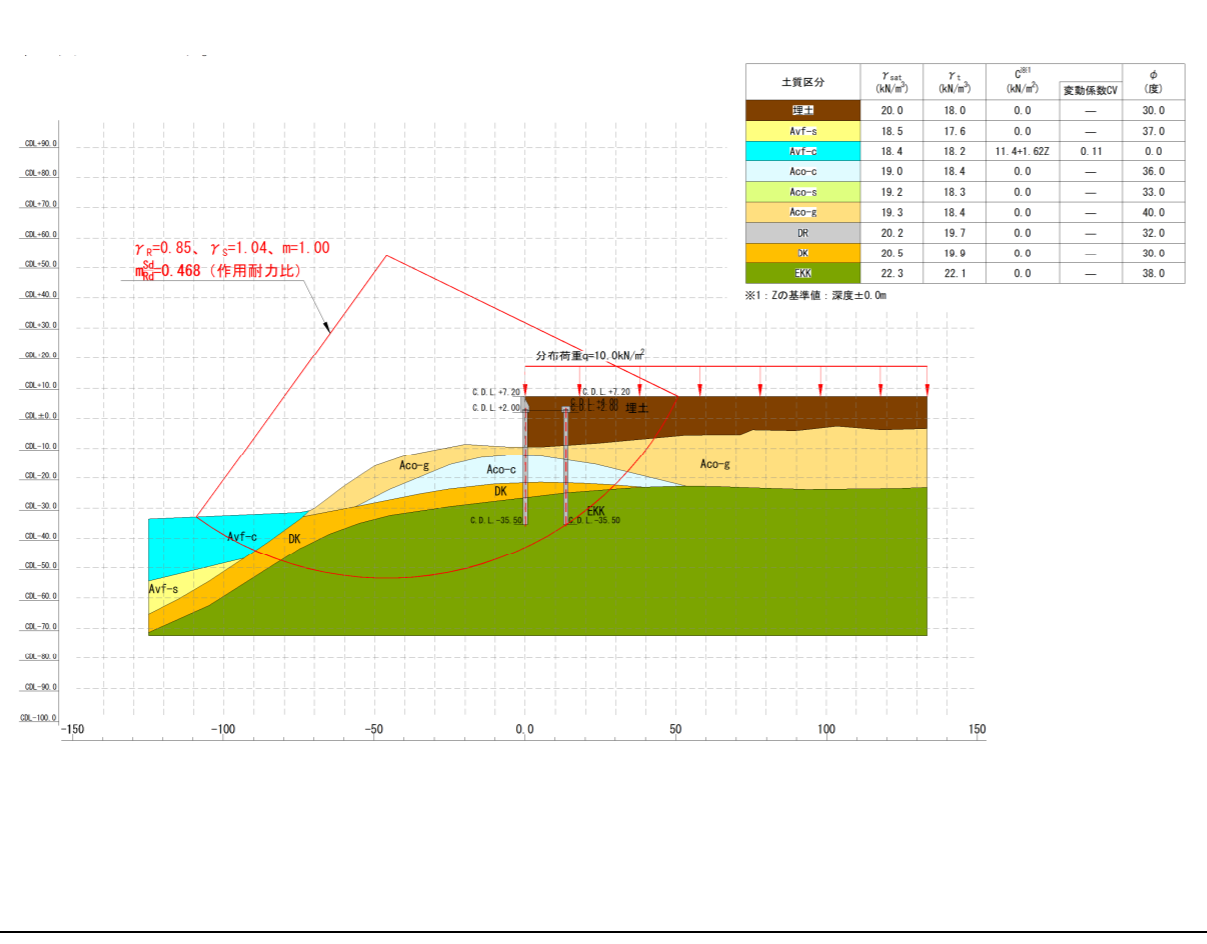 土質区分 γsat (kN/m³) γt (kN/m³) C※1 (kN/m²) 変動係数CV φ (度)
埋土 20.0 18.0 0.0 — 30.0
Avf-s 18.5 17.6 0.0 — 37.0
Avf-c 18.4 18.2 11.4+1.62Z 0.11 0.0
Aco-c 19.0 18.4 0.0 — 36.0
Aco-s 19.2 18.3 0.0 — 33.0
Aco-g 19.3 18.4 0.0 — 40.0
DR 20.2 19.7 0.0 — 32.0
DK 20.5 19.9 0.0 — 30.0
EKK 22.3 22.1 0.0 — 38.0
※1：Zの基準値：深度±0.0m
CDL+90.0
CDL+80.0
CDL+70.0
CDL+60.0
CDL+50.0
CDL+40.0
CDL+30.0
CDL+20.0
CDL+10.0
CDL±0.0
CDL-10.0
CDL-20.0
CDL-30.0
CDL-40.0
CDL-50.0
CDL-60.0
CDL-70.0
CDL-80.0
CDL-90.0
CDL-100.0
γR=0.85、γS=1.04、m=1.00
m Sd/Rd=0.468（作用耐力比）
分布荷重q=10.0kN/m²
C.D.L.+7.20 C.D.L.+7.20
C.D.L.+2.00 C.D.L.+2.00 埋土
Aco-g Aco-c Aco-g
DK
C.D.L.-35.50 EKK C.D.L.-35.50
Avf-c DK
Avf-s
-150 -100 -50 0.0 50 100 150